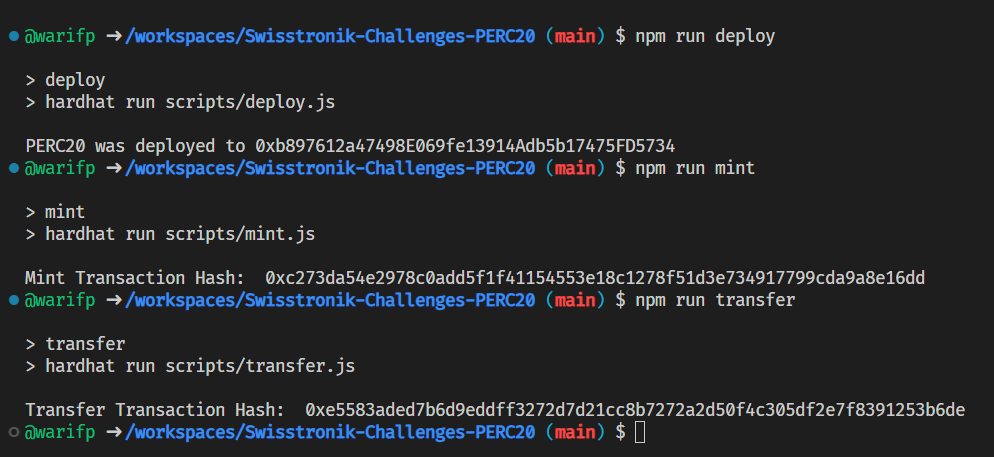 @warifp ➜ /workspaces/Swisstronik-Challenges-PERC20 (main) $ npm run deploy
> deploy
> hardhat run scripts/deploy.js
PERC20 was deployed to 0xb897612a47498E069fe13914Adb5b17475FD5734
@warifp ➜ /workspaces/Swisstronik-Challenges-PERC20 (main) $ npm run mint
> mint
> hardhat run scripts/mint.js
Mint Transaction Hash:  0xc273da54e2978c0add5f1f41154553e18c1278f51d3e734917799cda9a8e16dd
@warifp ➜ /workspaces/Swisstronik-Challenges-PERC20 (main) $ npm run transfer
> transfer
> hardhat run scripts/transfer.js
Transfer Transaction Hash:  0xe5583aded7b6d9eddff3272d7d21cc8b7272a2d50f4c305df2e7f8391253b6de
@warifp ➜ /workspaces/Swisstronik-Challenges-PERC20 (main) $